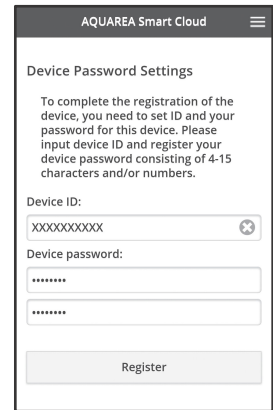 AQUAREA Smart Cloud
Device Password Settings
To complete the registration of the
device, you need to set ID and your
password for this device. Please
input device ID and register your
device password consisting of 4-15
characters and/or numbers.
Device ID:
XXXXXXXXXX
Device password:
••••••••
••••••••
Register